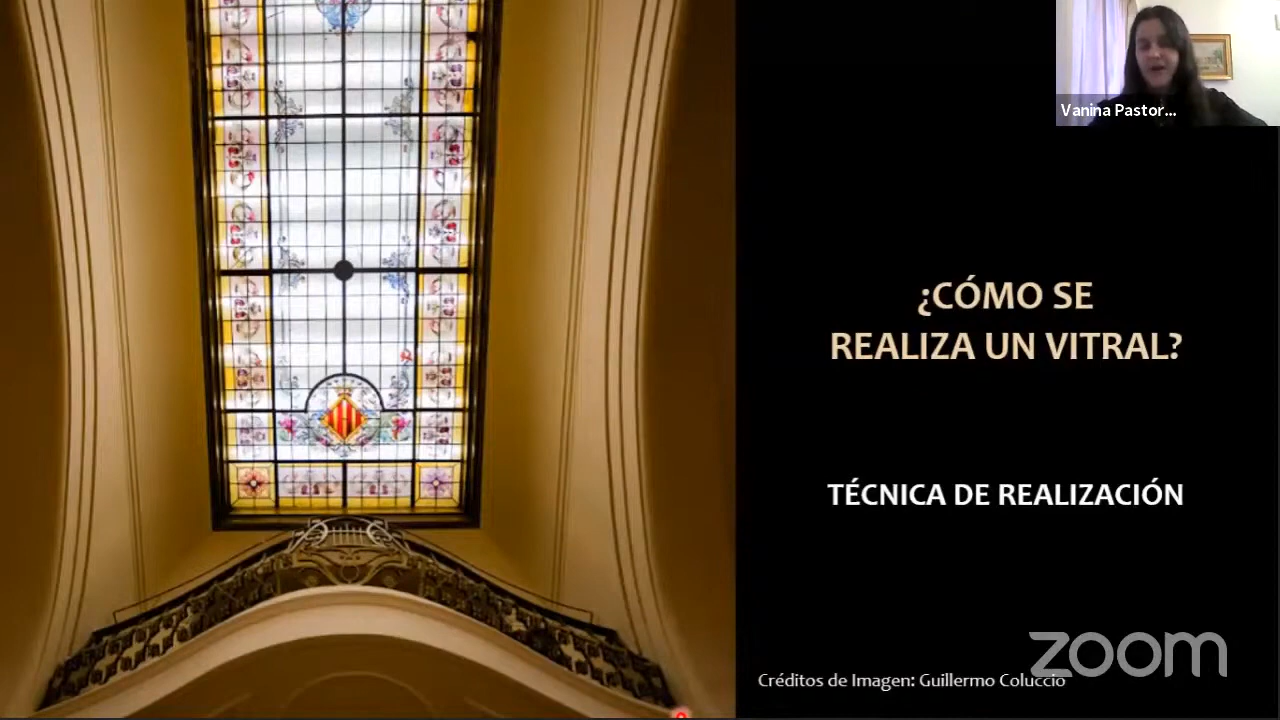 Vanina Pastor...
¿CÓMO SE
REALIZA UN VITRAL?
TÉCNICA DE REALIZACIÓN
zoom
Créditos de Imagen: Guillermo Coluccio